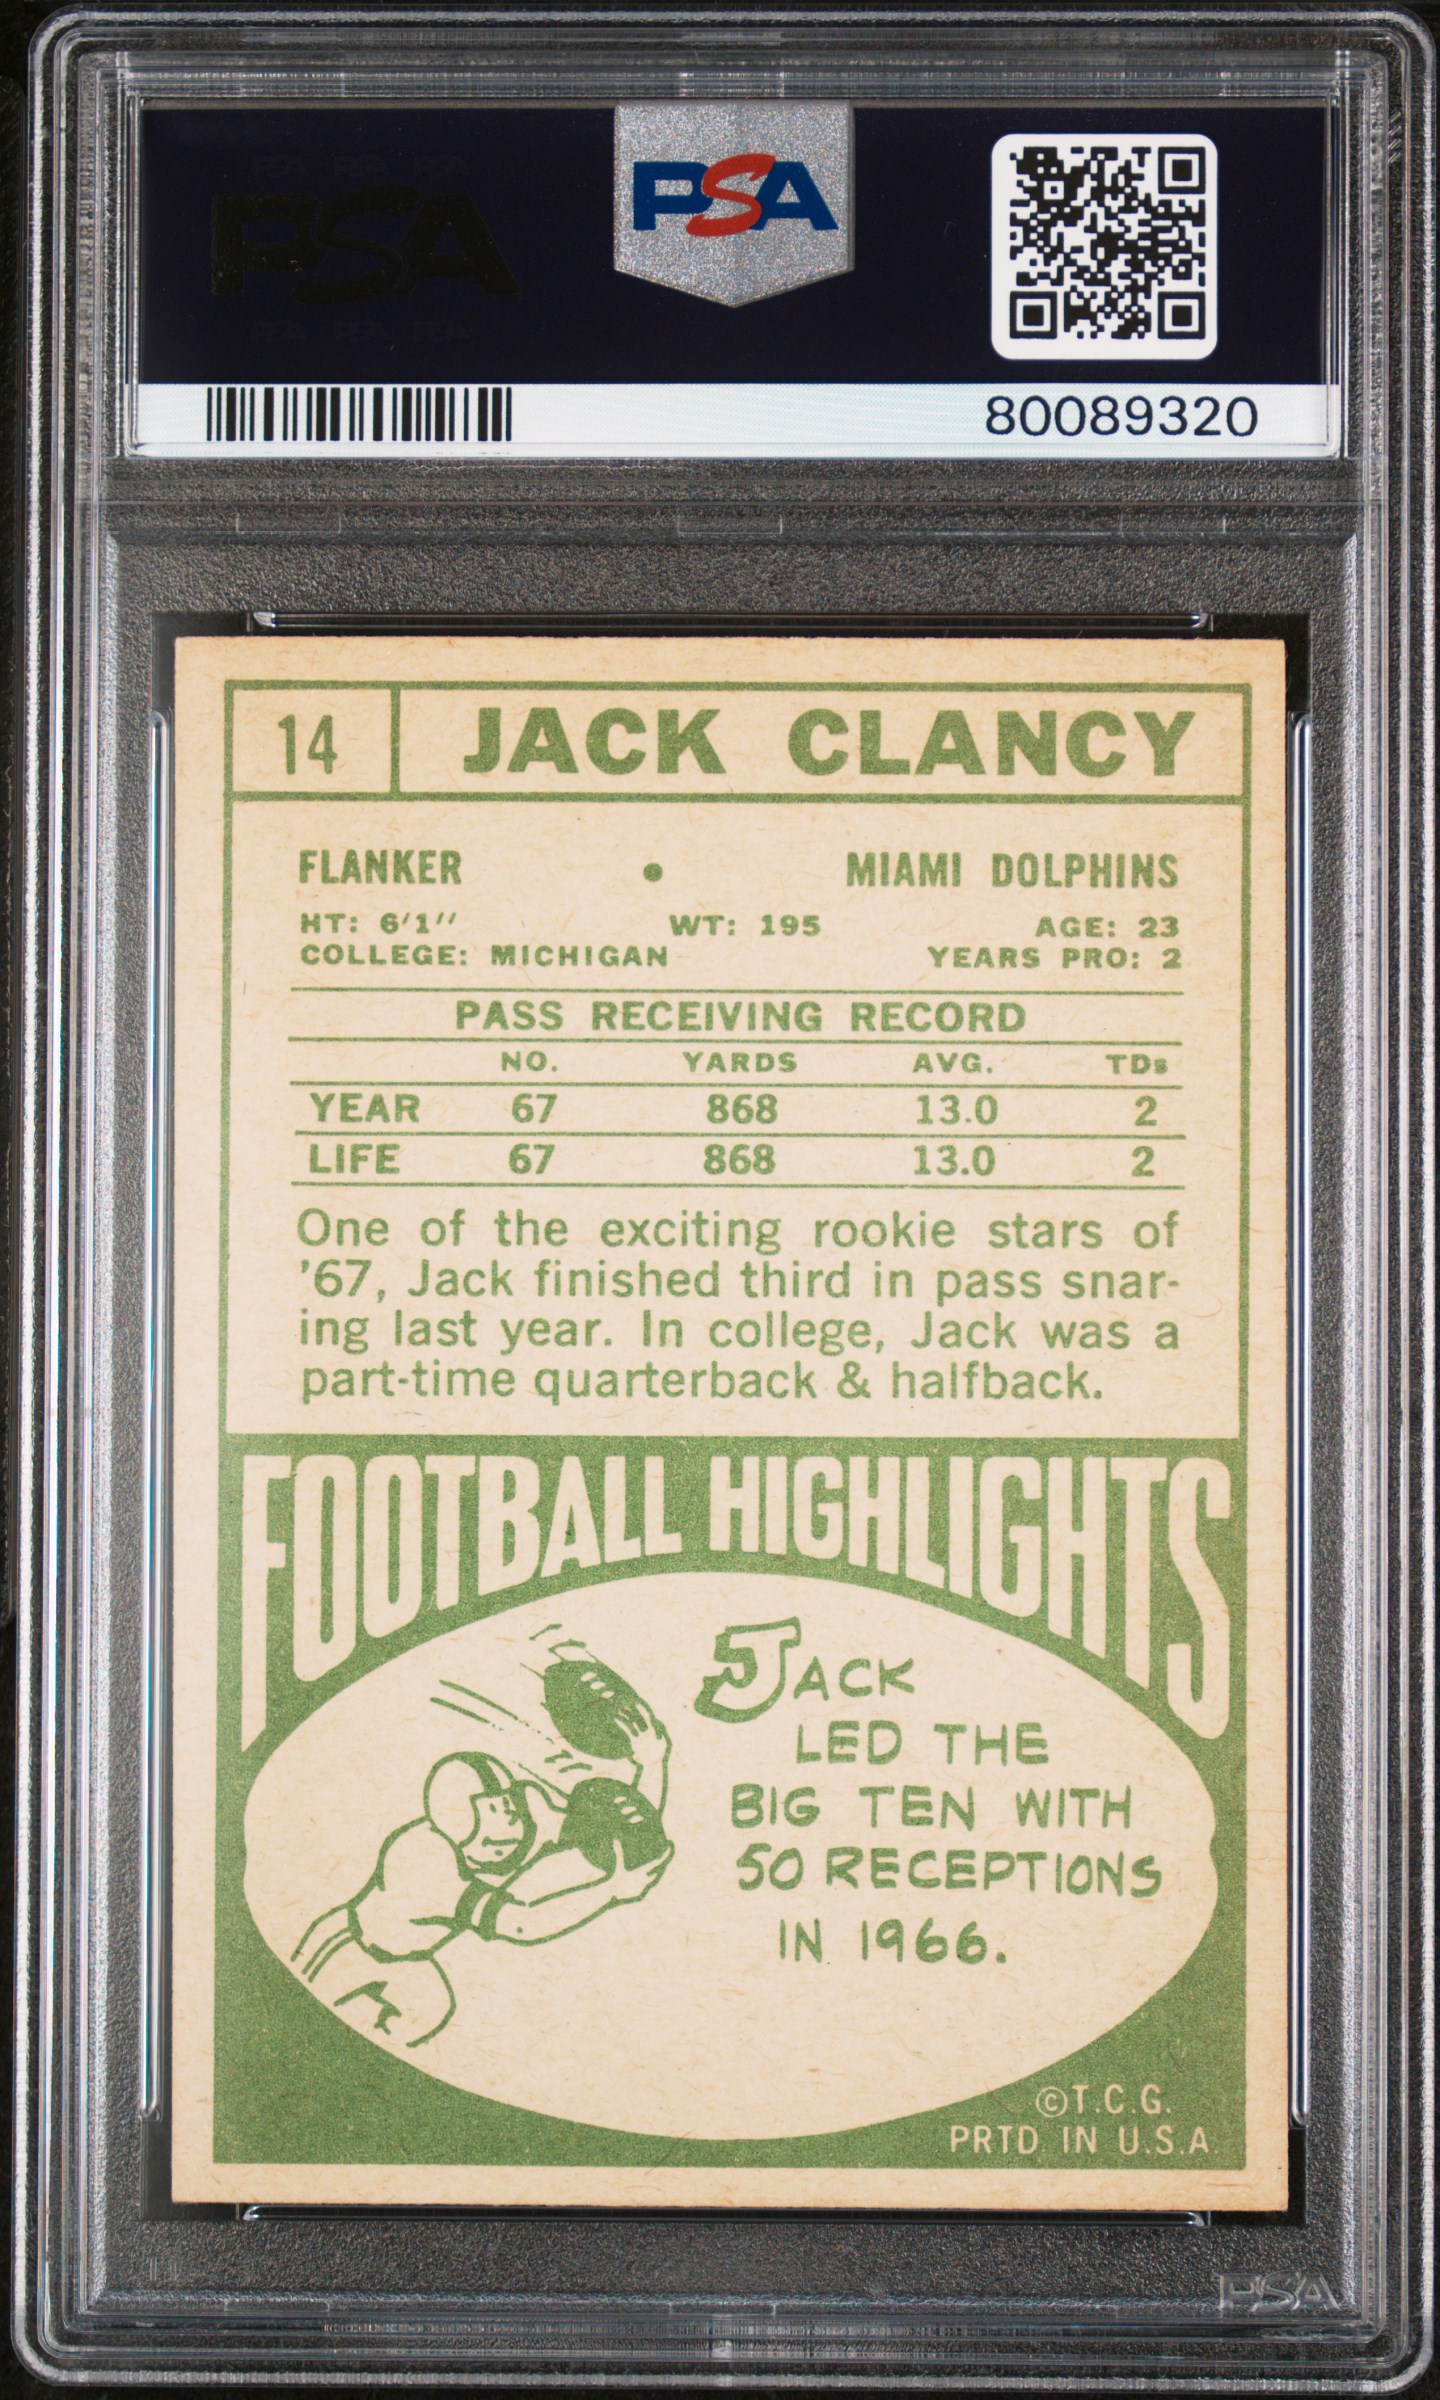 PSA
PSA
80089320
14 JACK CLANCY
FLANKER • MIAMI DOLPHINS
HT: 6'1" WT: 195 AGE: 23
COLLEGE: MICHIGAN YEARS PRO: 2
PASS RECEIVING RECORD
NO. YARDS AVG. TDs
YEAR 67 868 13.0 2
LIFE 67 868 13.0 2
One of the exciting rookie stars of
'67, Jack finished third in pass snar-
ing last year. In college, Jack was a
part-time quarterback & halfback.
FOOTBALL HIGHLIGHTS
JACK
LED THE
BIG TEN WITH
50 RECEPTIONS
IN 1966.
©T.C.G.
PRTD. IN U.S.A
PSA